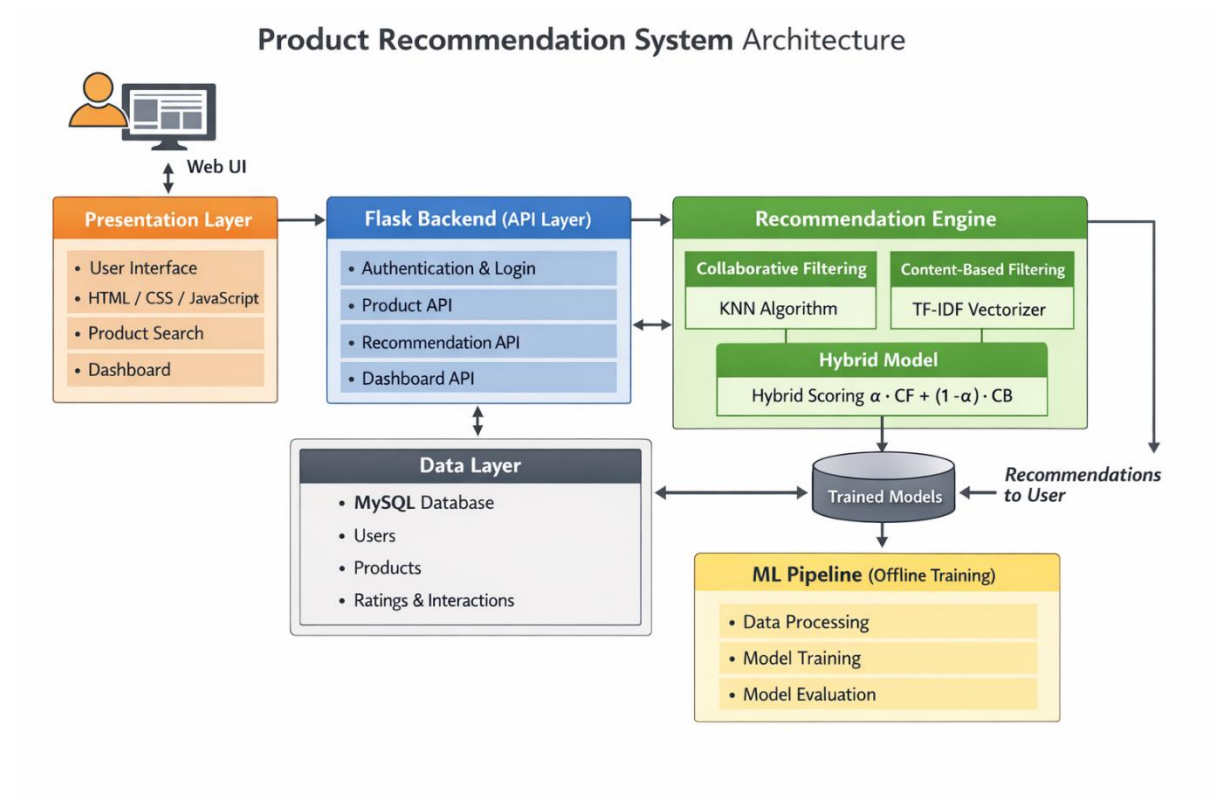 Product Recommendation System Architecture
Web UI
Presentation Layer
• User Interface
• HTML / CSS / JavaScript
• Product Search
• Dashboard
Flask Backend (API Layer)
• Authentication & Login
• Product API
• Recommendation API
• Dashboard API
Recommendation Engine
Collaborative Filtering
KNN Algorithm
Content-Based Filtering
TF-IDF Vectorizer
Hybrid Model
Hybrid Scoring α · CF + (1 -α) · CB
Data Layer
• MySQL Database
• Users
• Products
• Ratings & Interactions
Trained Models
Recommendations
to User
ML Pipeline (Offline Training)
• Data Processing
• Model Training
• Model Evaluation